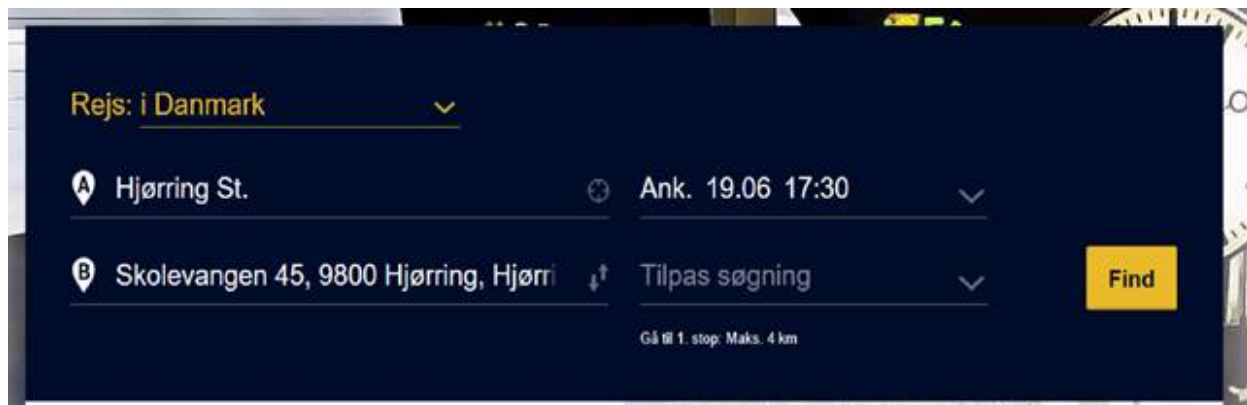 Rejs: i Danmark
A Hjørring St.
Ank. 19.06 17:30
B Skolevangen 45, 9800 Hjørring, Hjørri
Tilpas søgning
Find
Gå til 1. stop: Maks. 4 km